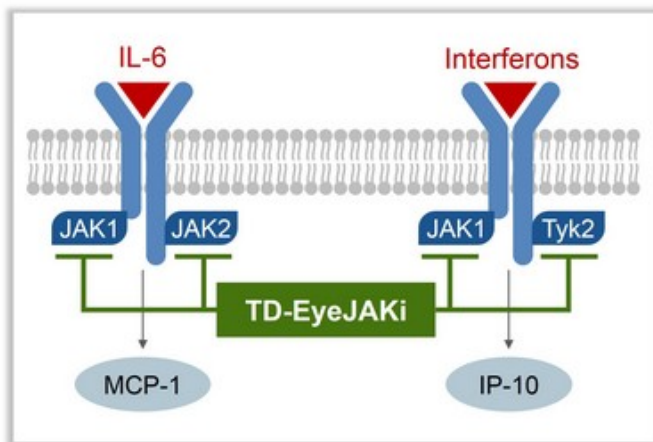 IL-6
Interferons
JAK1
JAK2
JAK1
Tyk2
TD-EyeJAKi
MCP-1
IP-10